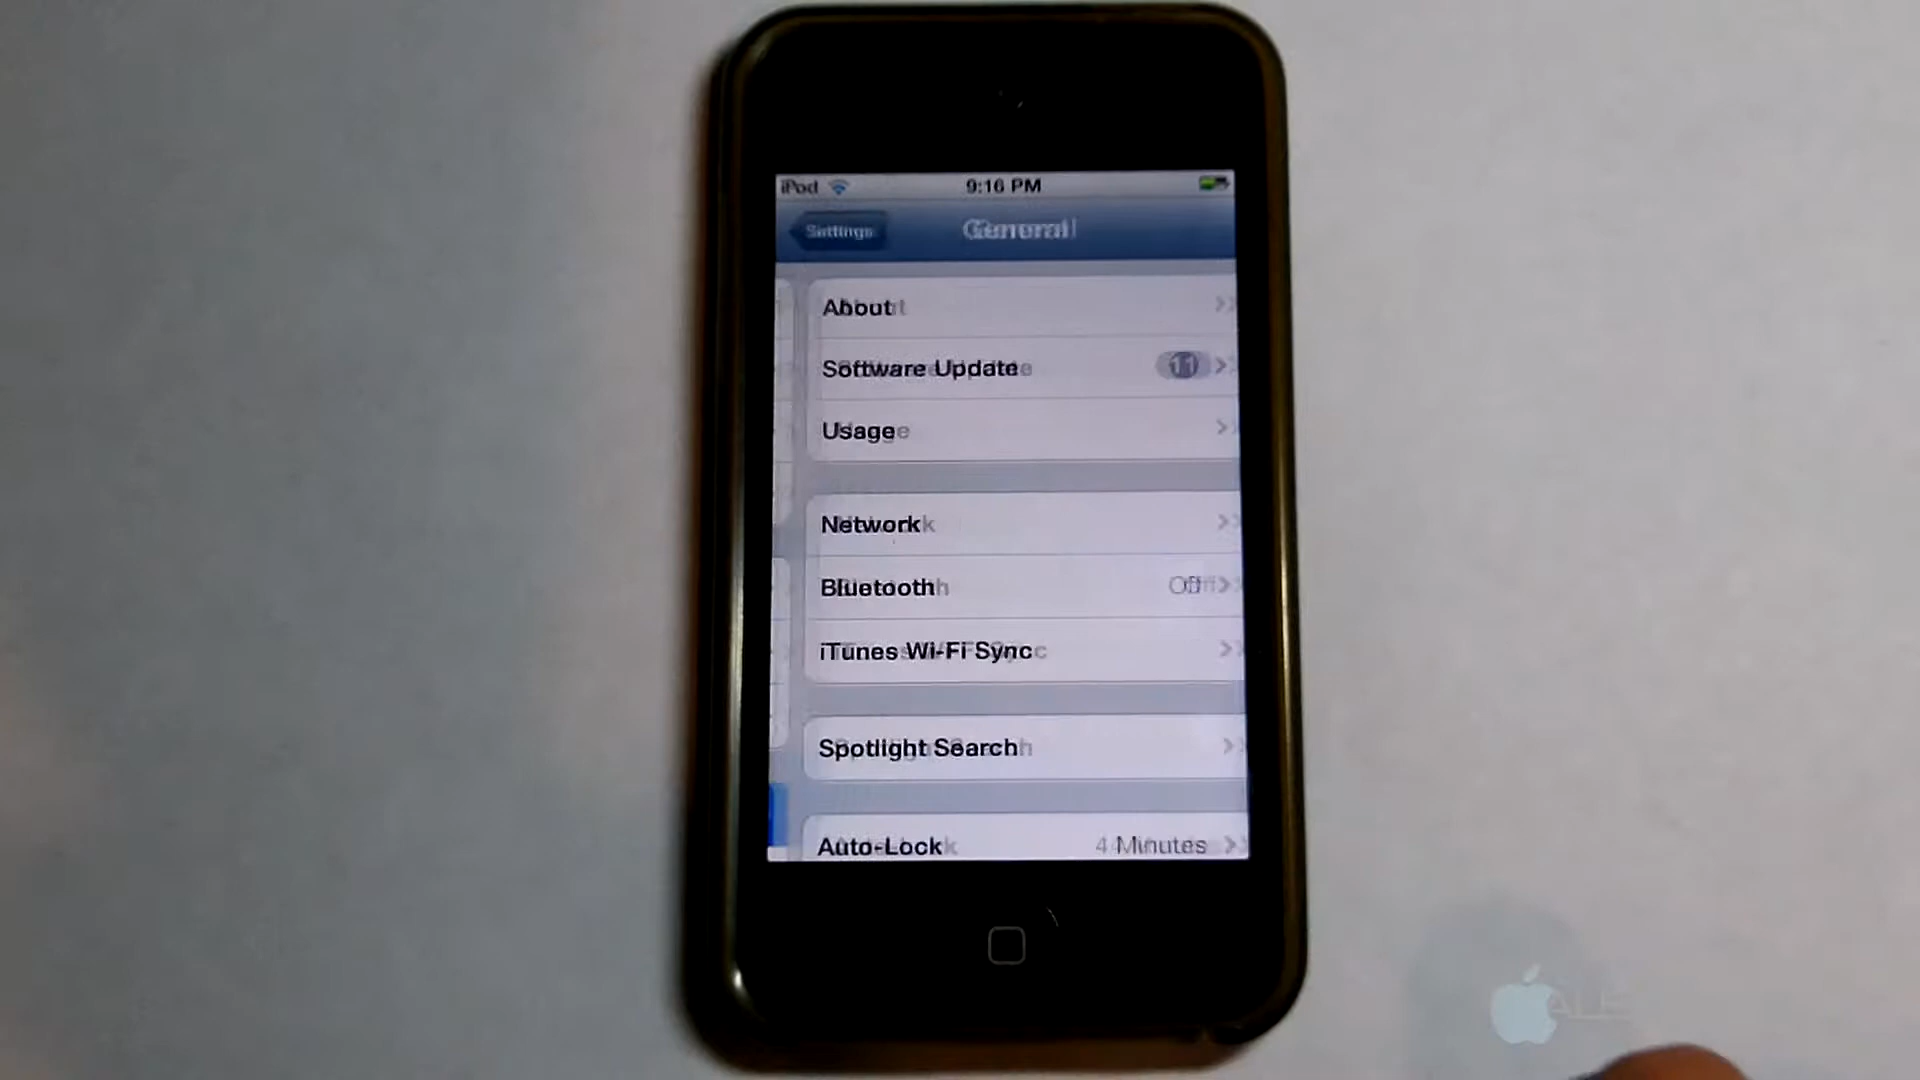 iPod 9:16 PM
Settings General
About
Software Update 1
Usage
Network
Bluetooth Off
iTunes Wi-Fi Sync
Spotlight Search
Auto-Lock 4 Minutes